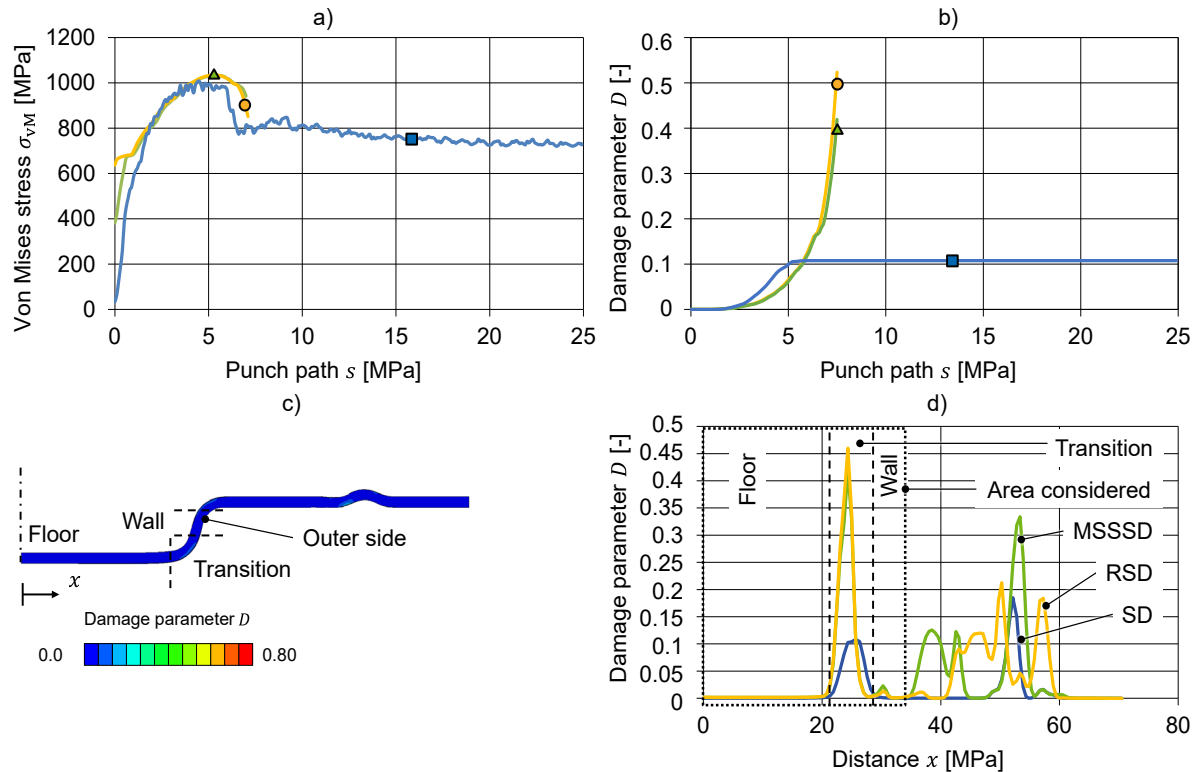 a)
Von Mises stress σvM [MPa]
1200
1000
800
600
400
200
0
0 5 10 15 20 25
Punch path s [MPa]
b)
Damage parameter D [-]
0.6
0.5
0.4
0.3
0.2
0.1
0
0 5 10 15 20 25
Punch path s [MPa]
c)
Floor
Wall
Outer side
Transition
x
Damage parameter D
0.0 0.80
d)
Damage parameter D [-]
0.5
0.45
0.4
0.35
0.3
0.25
0.2
0.15
0.1
0.05
0
Floor
Wall
Transition
Area considered
MSSSD
RSD
SD
0 20 40 60 80
Distance x [MPa]